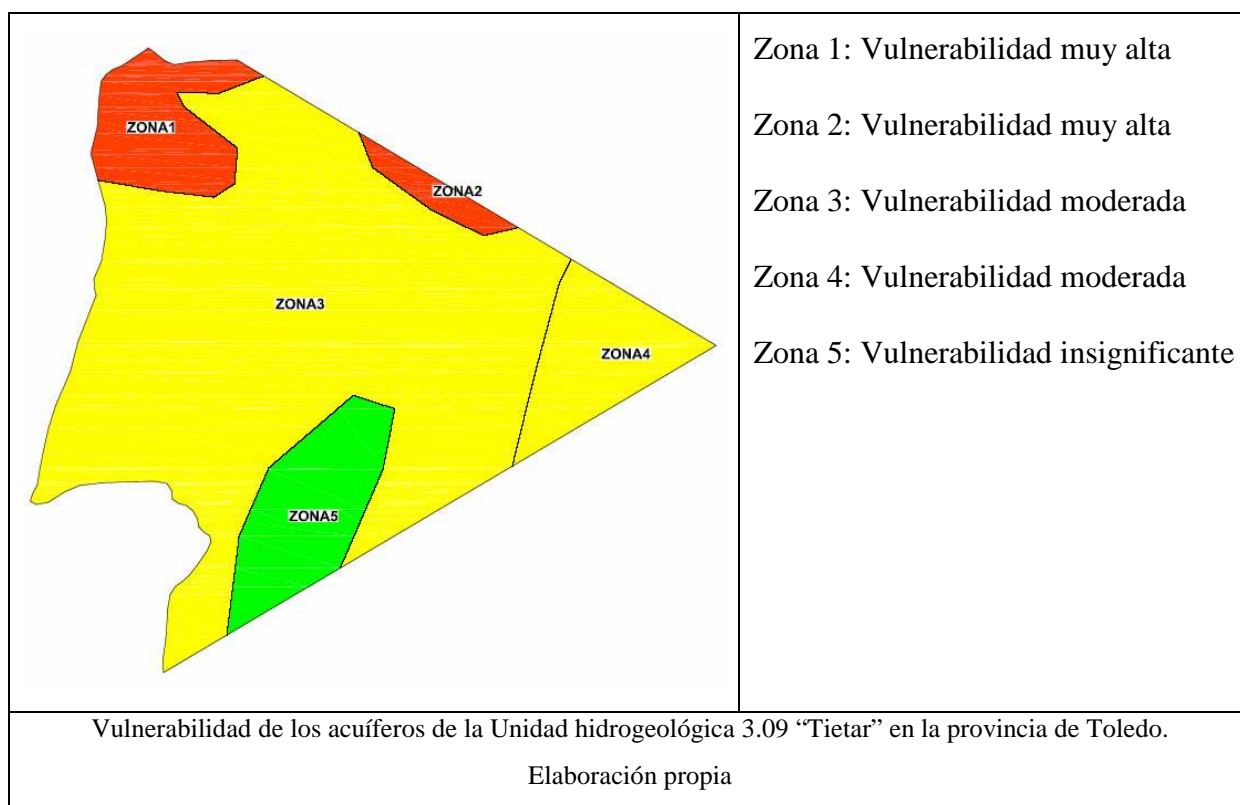 ZONA1
ZONA2
ZONA3
ZONA4
ZONA5
Zona 1: Vulnerabilidad muy alta
Zona 2: Vulnerabilidad muy alta
Zona 3: Vulnerabilidad moderada
Zona 4: Vulnerabilidad moderada
Zona 5: Vulnerabilidad insignificante
Vulnerabilidad de los acuíferos de la Unidad hidrogeológica 3.09 “Tietar” en la provincia de Toledo.
Elaboración propia